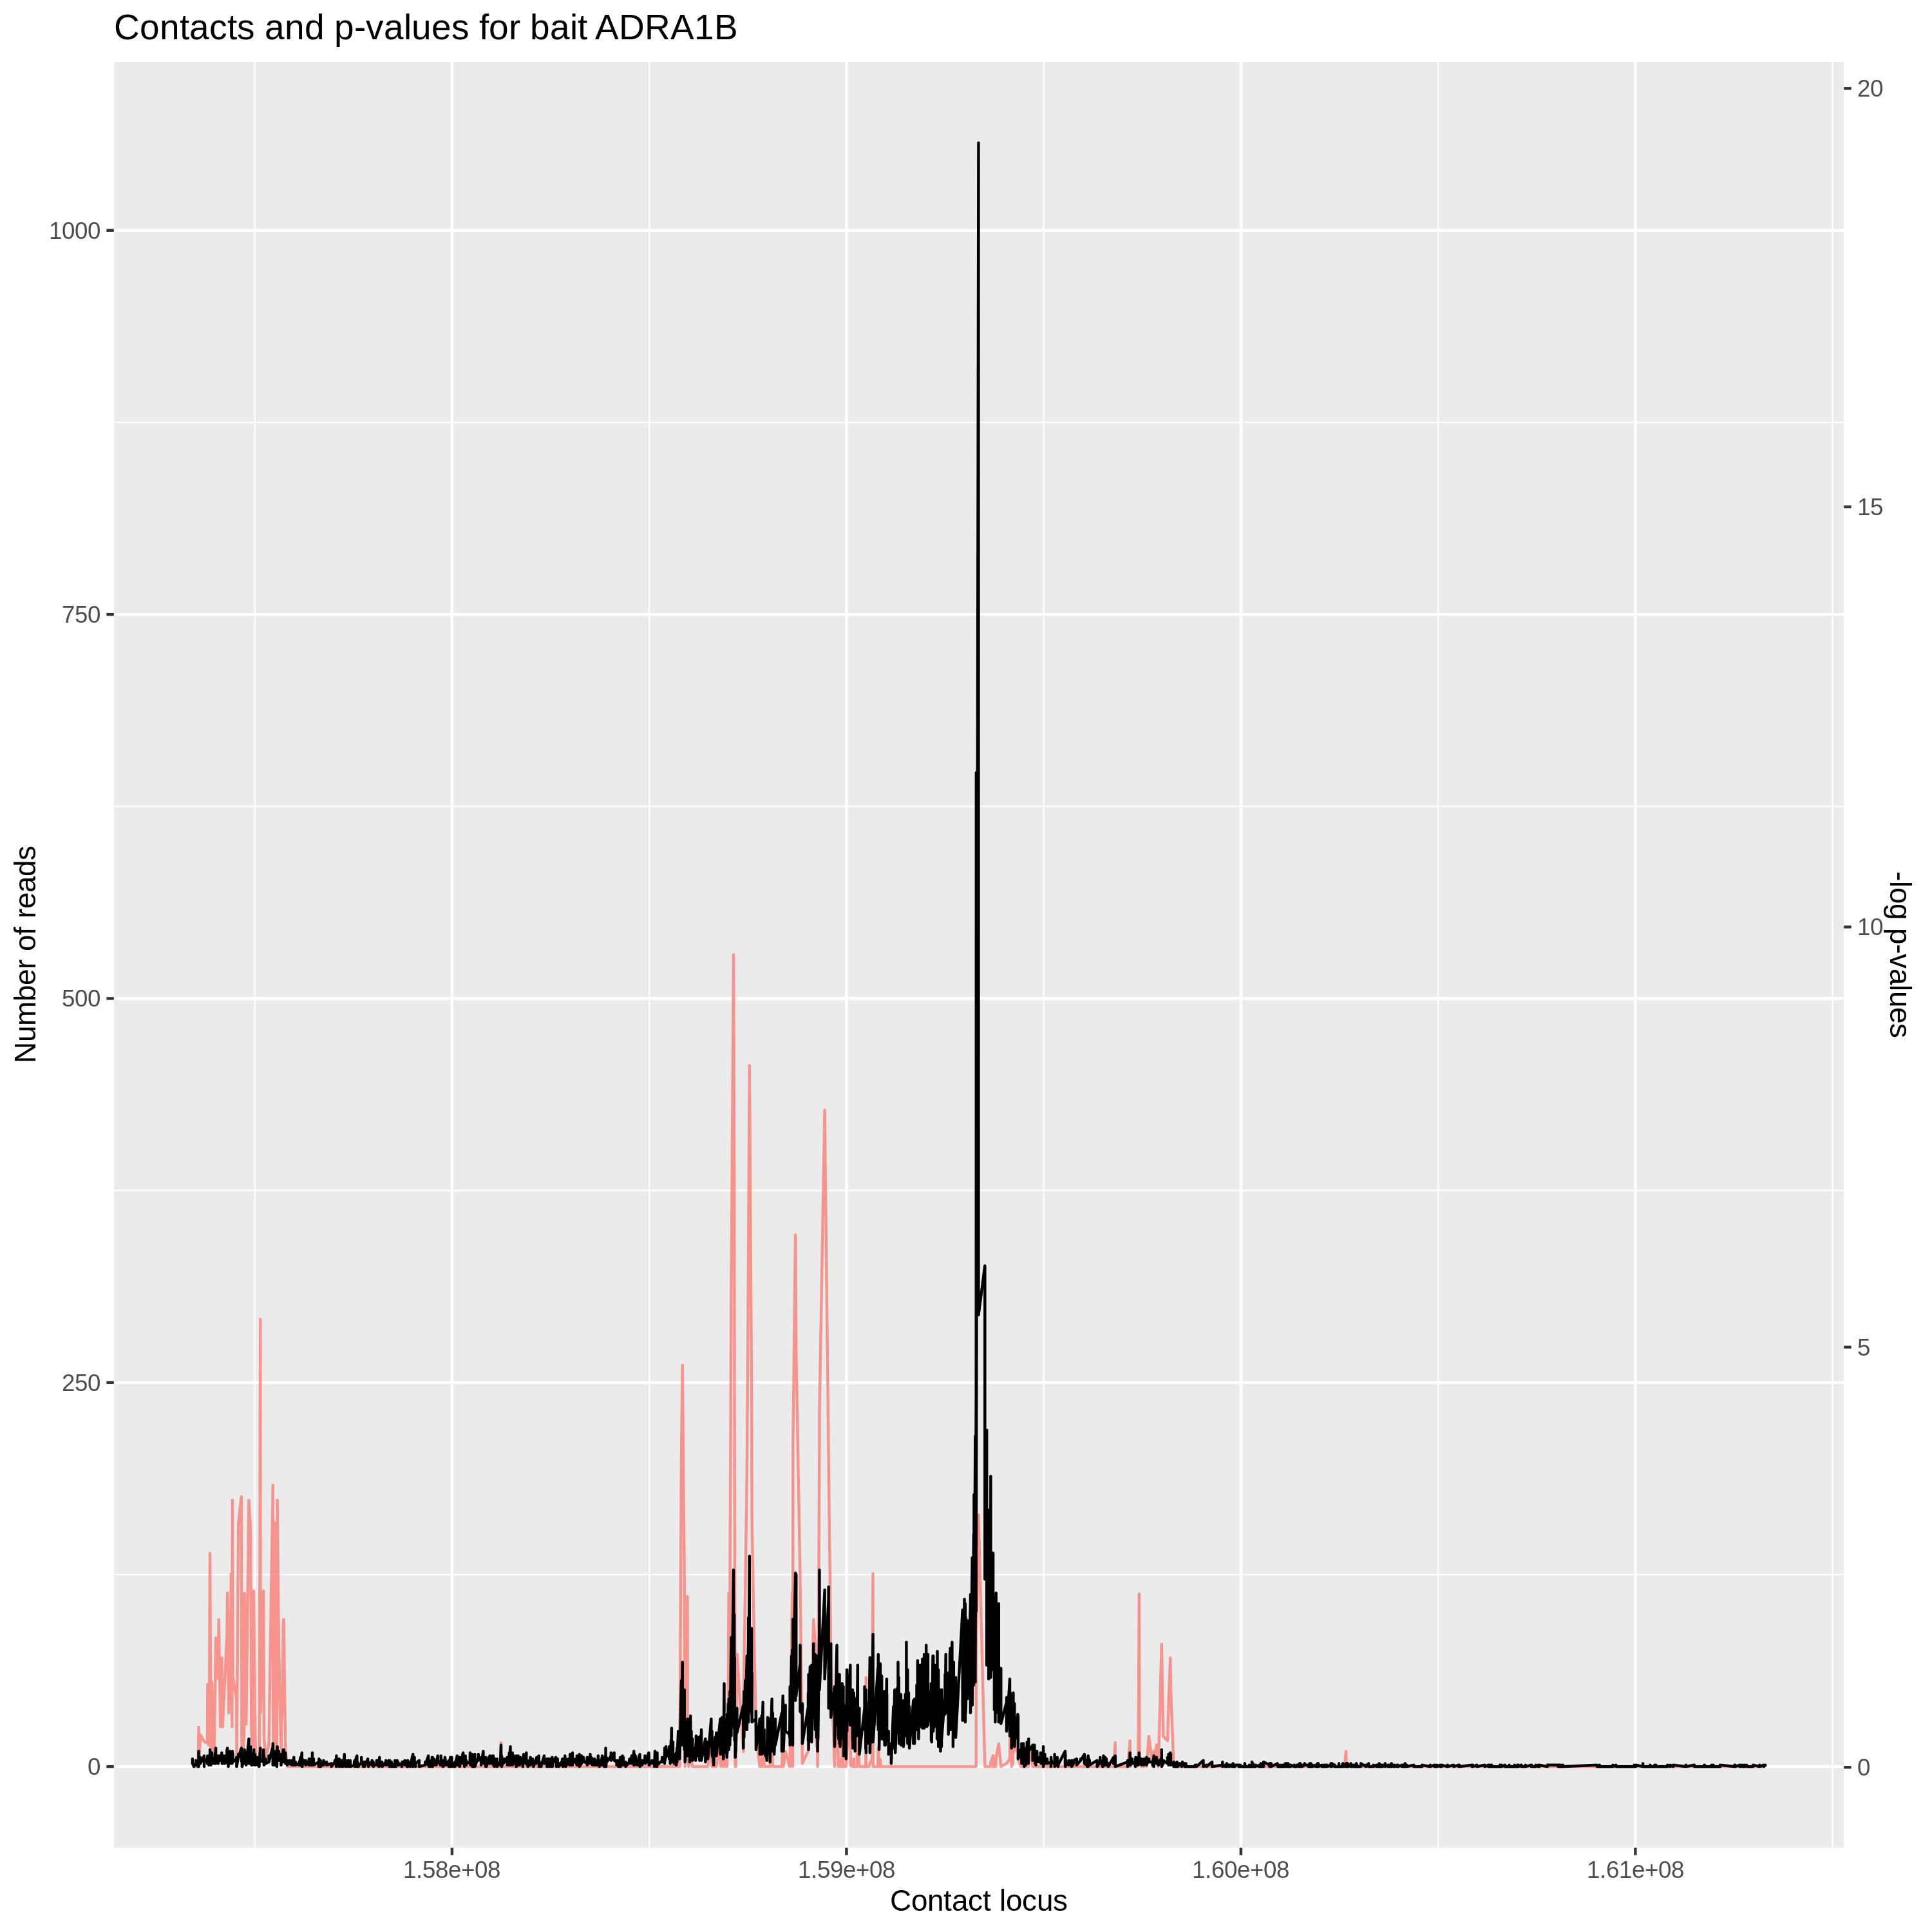 Contacts and p-values for bait ADRA1B
Number of reads
1000
750
500
250
0
20
15
10
5
0
-log p-values
1.58e+08
1.59e+08
1.60e+08
1.61e+08
Contact locus